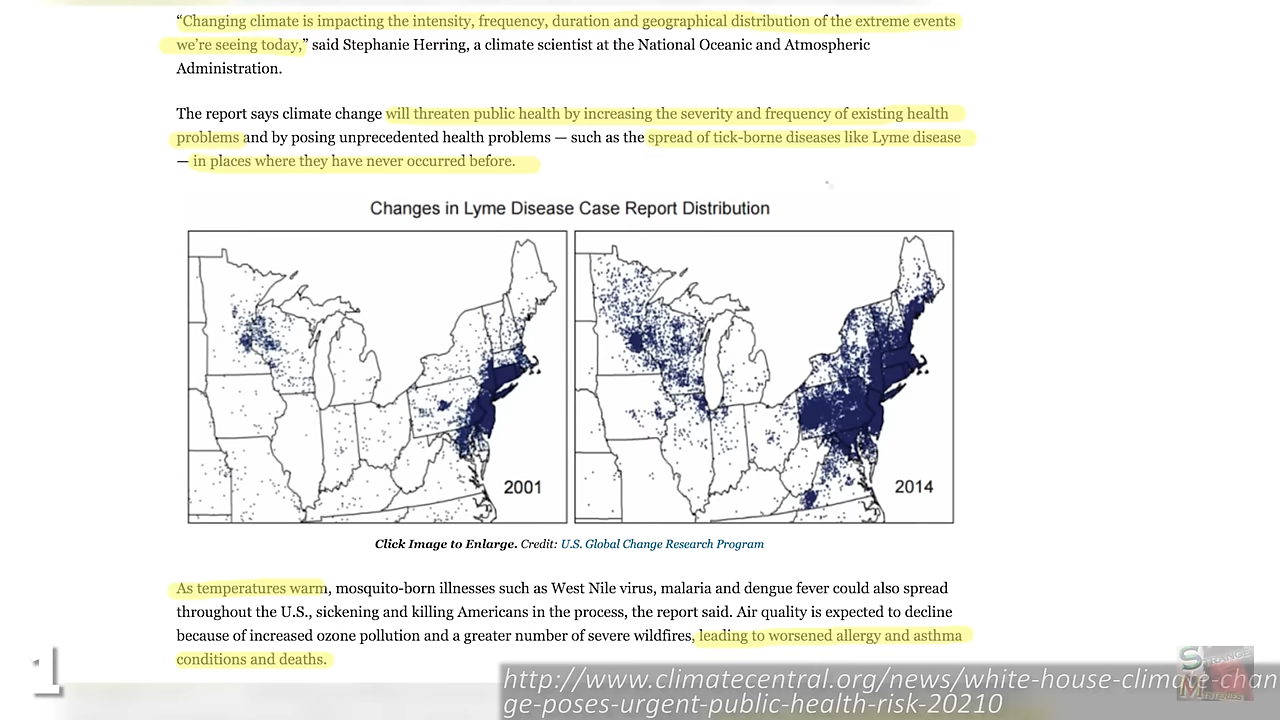 “Changing climate is impacting the intensity, frequency, duration and geographical distribution of the extreme events
we’re seeing today,” said Stephanie Herring, a climate scientist at the National Oceanic and Atmospheric
Administration.
The report says climate change will threaten public health by increasing the severity and frequency of existing health
problems and by posing unprecedented health problems — such as the spread of tick-borne diseases like Lyme disease
— in places where they have never occurred before.
Changes in Lyme Disease Case Report Distribution
2001
2014
Click Image to Enlarge. Credit: U.S. Global Change Research Program
As temperatures warm, mosquito-born illnesses such as West Nile virus, malaria and dengue fever could also spread
throughout the U.S., sickening and killing Americans in the process, the report said. Air quality is expected to decline
because of increased ozone pollution and a greater number of severe wildfires, leading to worsened allergy and asthma
conditions and deaths.
1
http://www.climatecentral.org/news/white-house-climate-chan
ge-poses-urgent-public-health-risk-20210
STRANGE